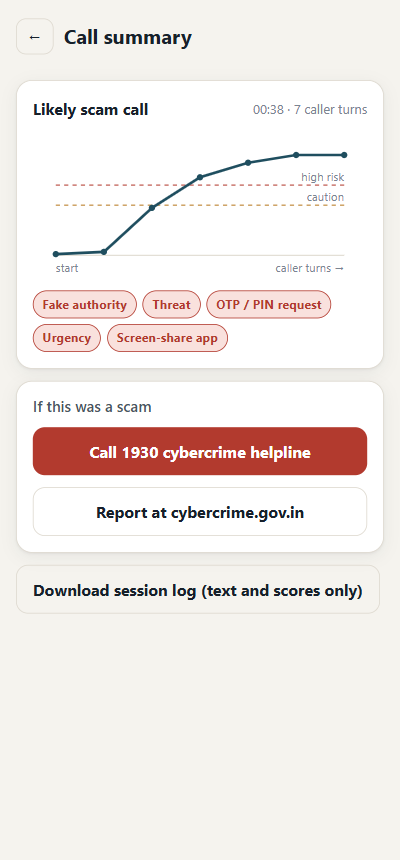 ← Call summary
Likely scam call 00:38 · 7 caller turns
high risk
caution
start caller turns →
Fake authority Threat OTP / PIN request
Urgency Screen-share app
If this was a scam
Call 1930 cybercrime helpline
Report at cybercrime.gov.in
Download session log (text and scores only)